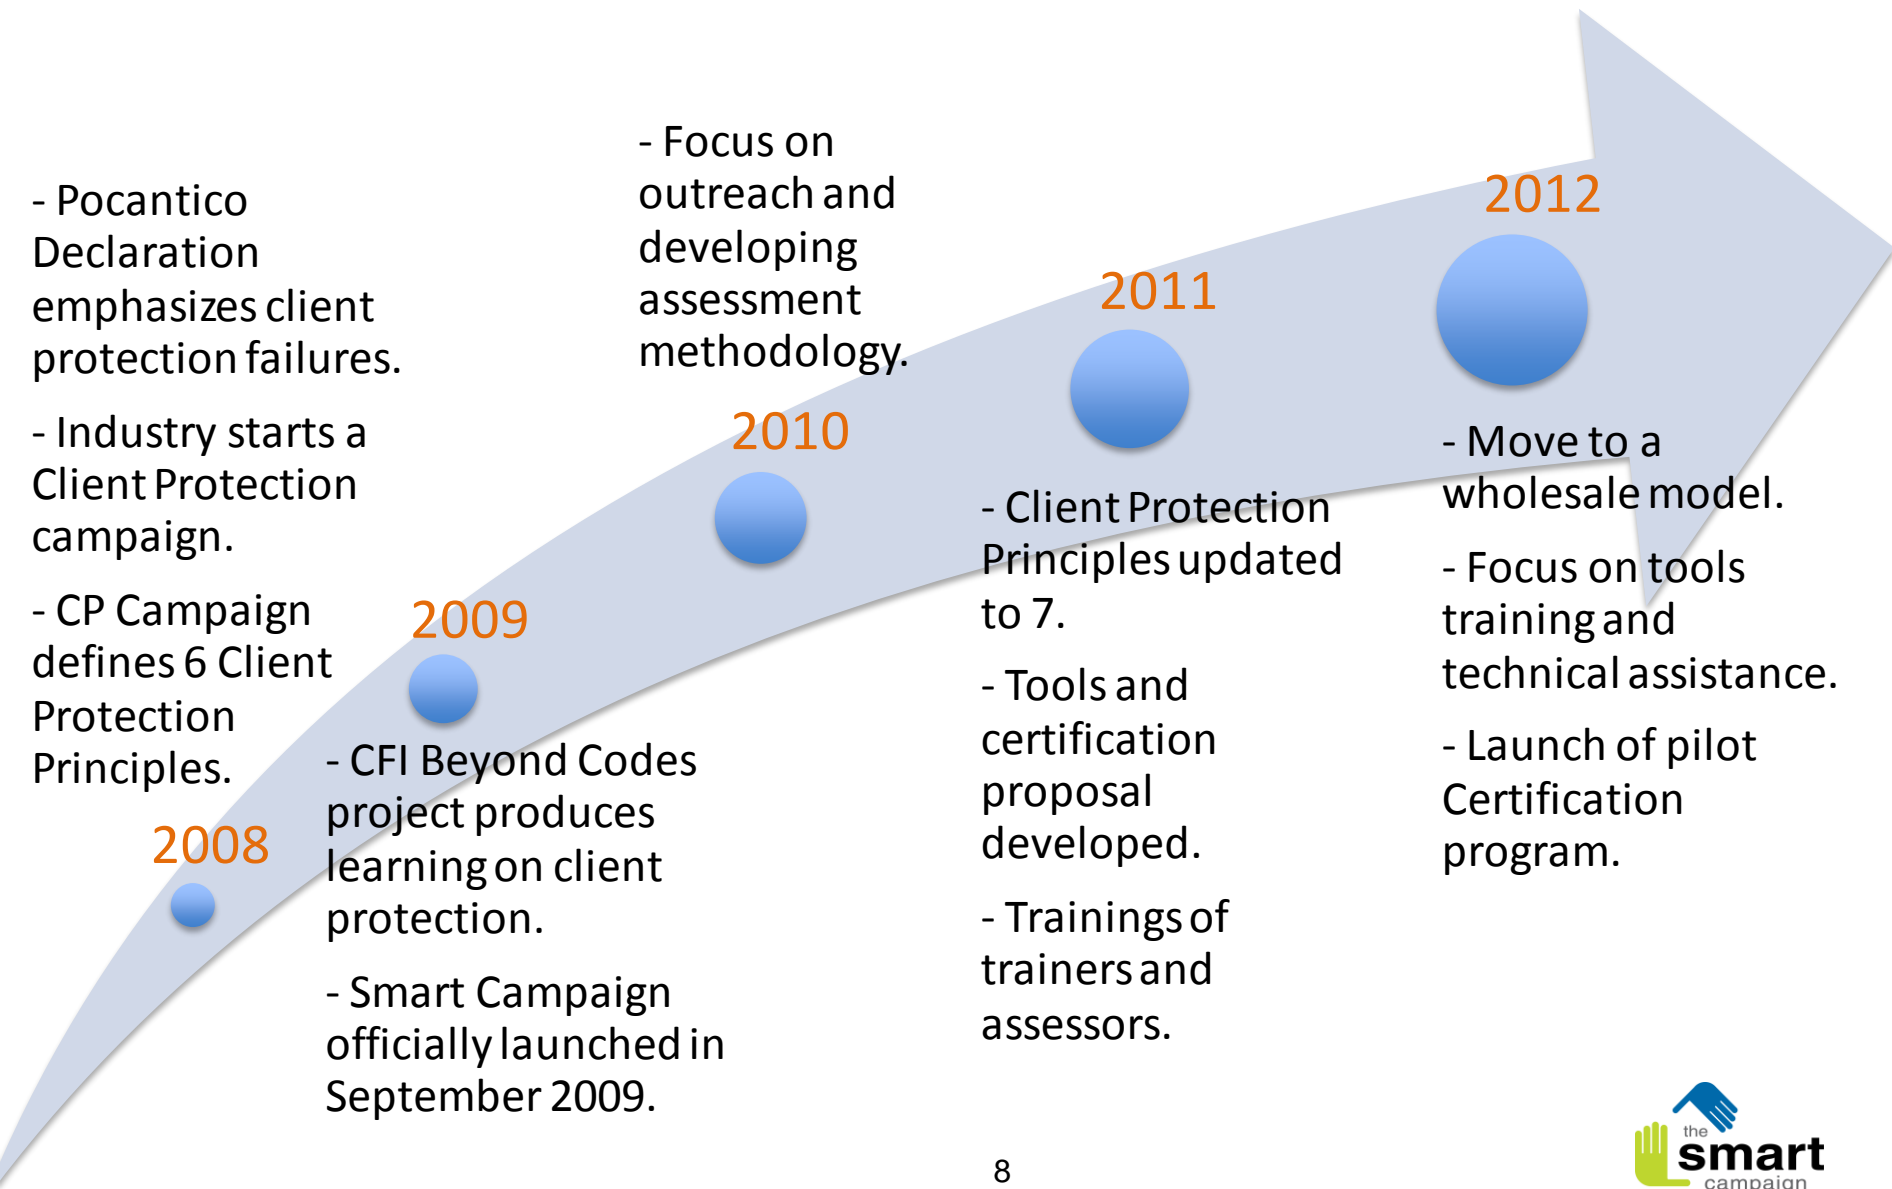 - Pocantico
Declaration
emphasizes client
protection failures.
- Industry starts a
Client Protection
campaign.
- CP Campaign
defines 6 Client
Protection
Principles.
2008
2009
- CFI Beyond Codes
project produces
learning on client
protection.
- Smart Campaign
officially launched in
September 2009.
- Focus on
outreach and
developing
assessment
methodology.
2010
2011
- Client Protection
Principles updated
to 7.
- Tools and
certification
proposal
developed.
- Trainings of
trainers and
assessors.
2012
- Move to a
wholesale model.
- Focus on tools
training and
technical assistance.
- Launch of pilot
Certification
program.
8
the
smart
campaign